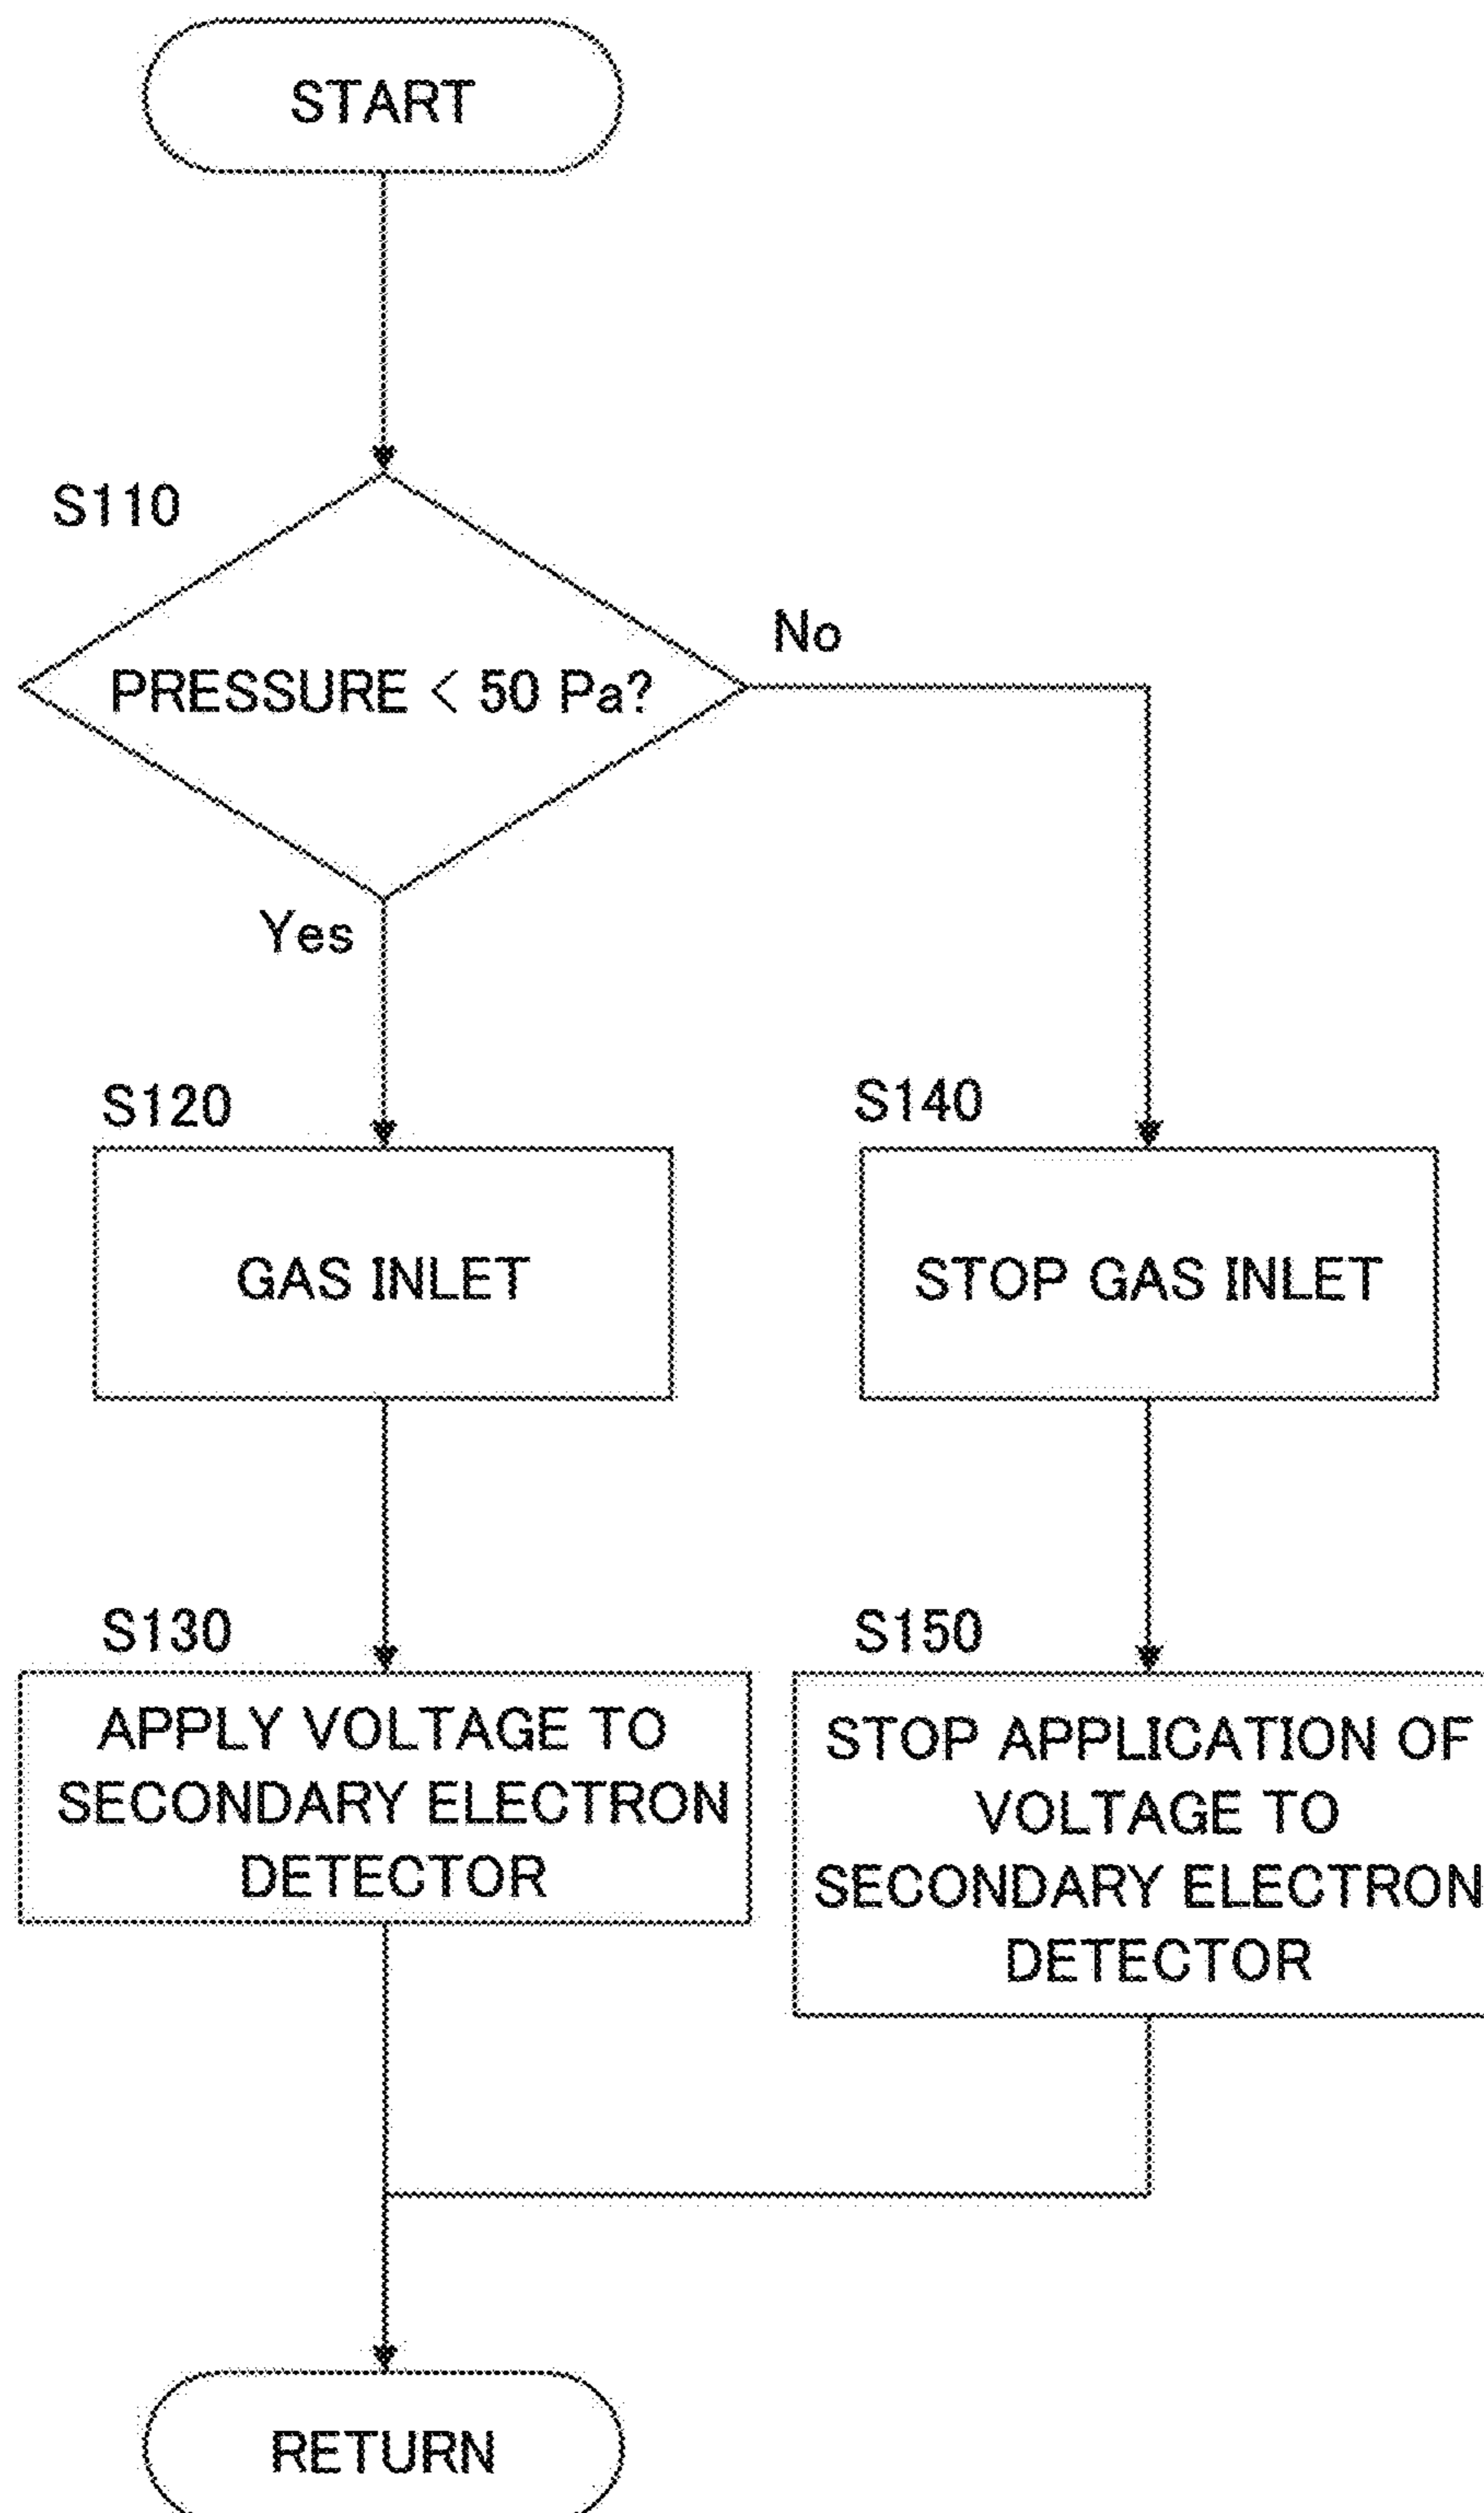 START
S110
PRESSURE < 50 Pa?
No
Yes
S120
GAS INLET
S140
STOP GAS INLET
S130
APPLY VOLTAGE TO
SECONDARY ELECTRON
DETECTOR
S150
STOP APPLICATION OF
VOLTAGE TO
SECONDARY ELECTRON
DETECTOR
RETURN